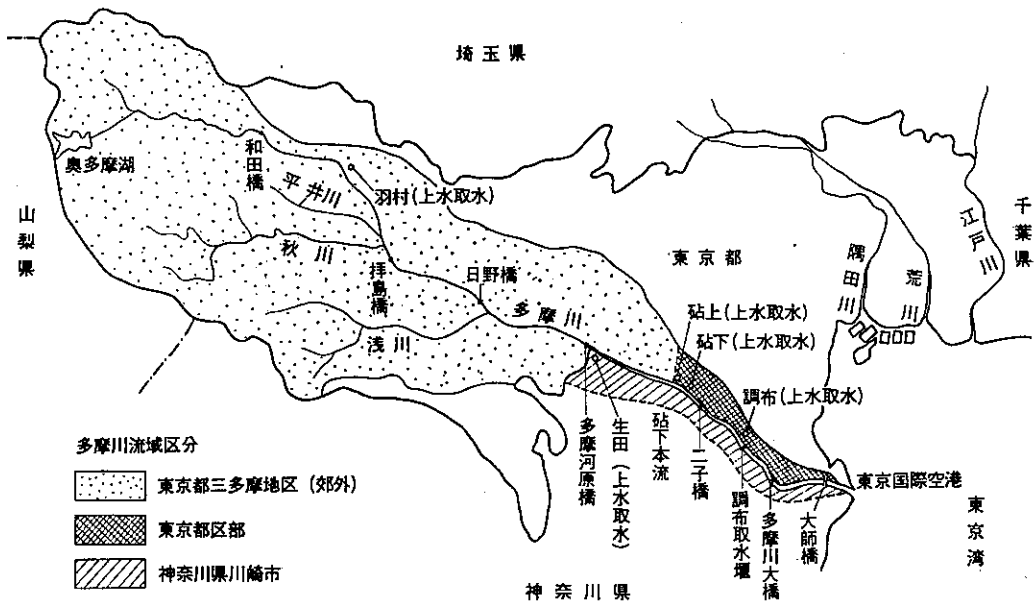 埼玉県
奥多摩湖
和田橋
平井川
羽村(上水取水)
山梨県
秋川
拝島橋
日野橋
多摩川
浅川
東京都
隅田川
荒川
江戸川
千葉県
砧上(上水取水)
砧下(上水取水)
調布(上水取水)
多摩河原橋
生田(上水取水)
砧下本流
二子橋
調布取水堰
多摩川大橋
大師橋
東京国際空港
東京湾
神奈川県
多摩川流域区分
東京都三多摩地区(郊外)
東京都区部
神奈川県川崎市